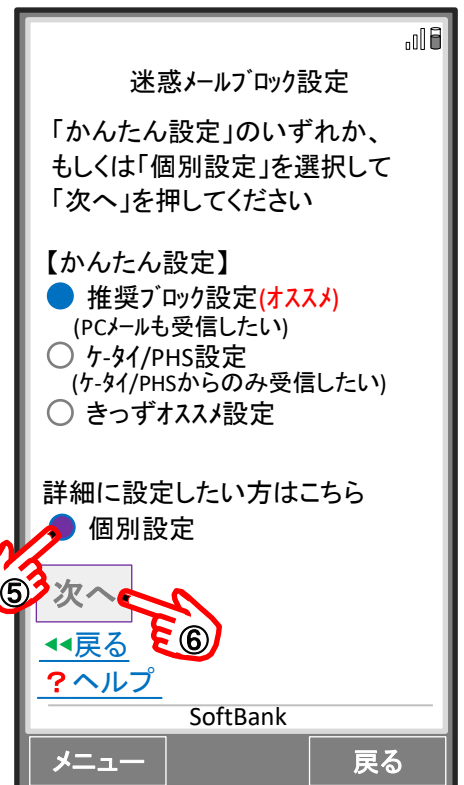 迷惑メールブロック設定
「かんたん設定」のいずれか、
もしくは「個別設定」を選択して
「次へ」を押してください
【かんたん設定】
推奨ブロック設定(オススメ)
(PCメールも受信したい)
ケ-タイ/PHS設定
(ケ-タイ/PHSからのみ受信したい)
きっずオススメ設定
詳細に設定したい方はこちら
個別設定
⑤
次へ
⑥
◂◂戻る
?ヘルプ
SoftBank
メニュー 戻る